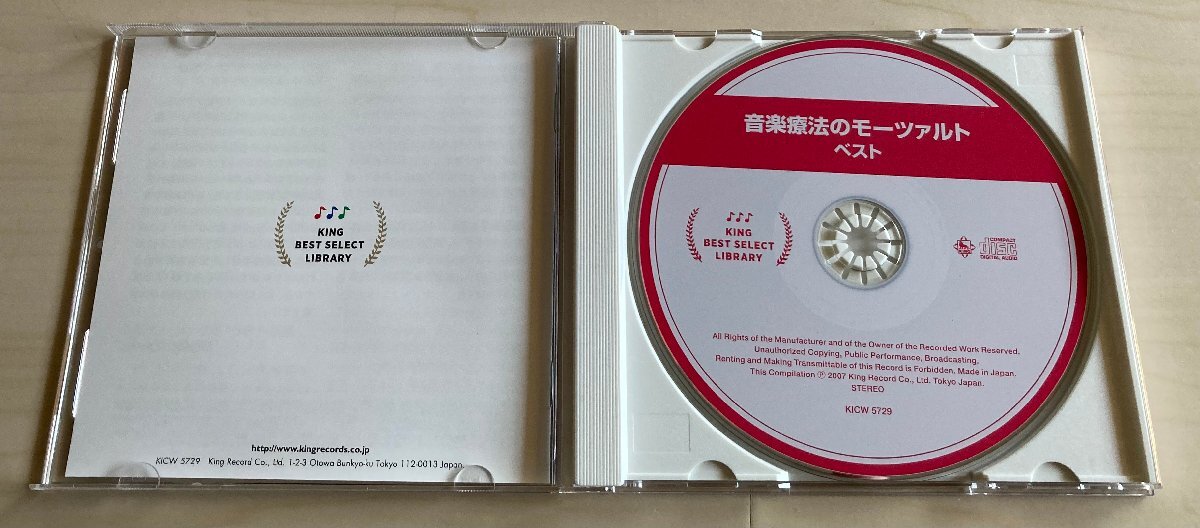 KING
BEST SELECT
LIBRARY
http://www.kingrecords.co.jp
KICW 5729 King Record Co., Ltd. 1-2-3 Otowa Bunkyo-ku Tokyo 112-0013 Japan.
音楽療法のモーツァルト
ベスト
KING
BEST SELECT
LIBRARY
COMPACT
disc
DIGITAL AUDIO
All Rights of the Manufacturer and of the Owner of the Recorded Work Reserved.
Unauthorized Copying, Public Performance, Broadcasting,
Renting and Making Transmittable of this Record is Forbidden, Made in Japan.
This Compilation Ⓟ 2007 King Record Co., Ltd. Tokyo Japan.
STEREO
KICW 5729